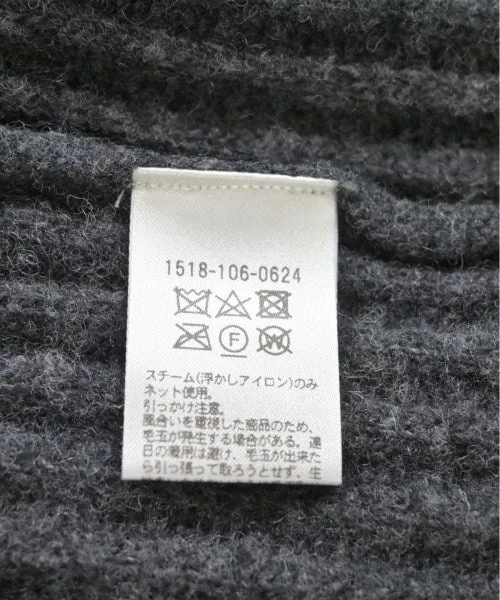 1518-106-0624
F W
スチーム(浮かしアイロン)のみ
ネット使用。
引っかけ注意。
風合いを重視した商品のため、
毛玉が発生する場合がある。連
日の着用は避け、毛玉が出来た
ら引っ張って取ろうとせず、生